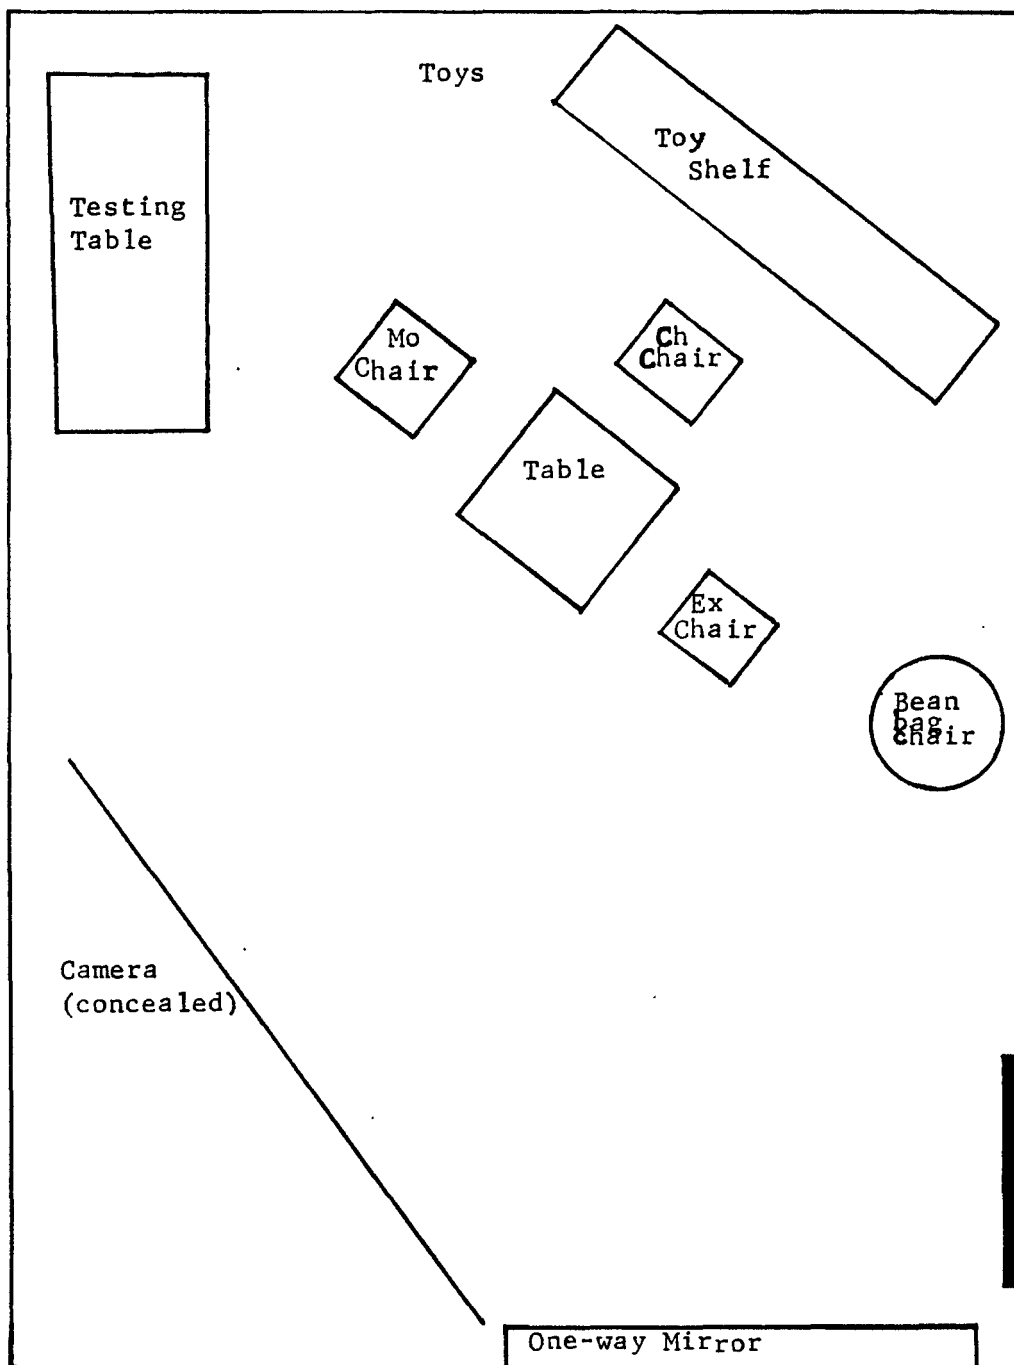 Toys
Toy
Shelf
Testing
Table
Mo
Chair
Ch
Chair
Table
Ex
Chair
Bean
bag
chair
Camera
(concealed)
One-way Mirror